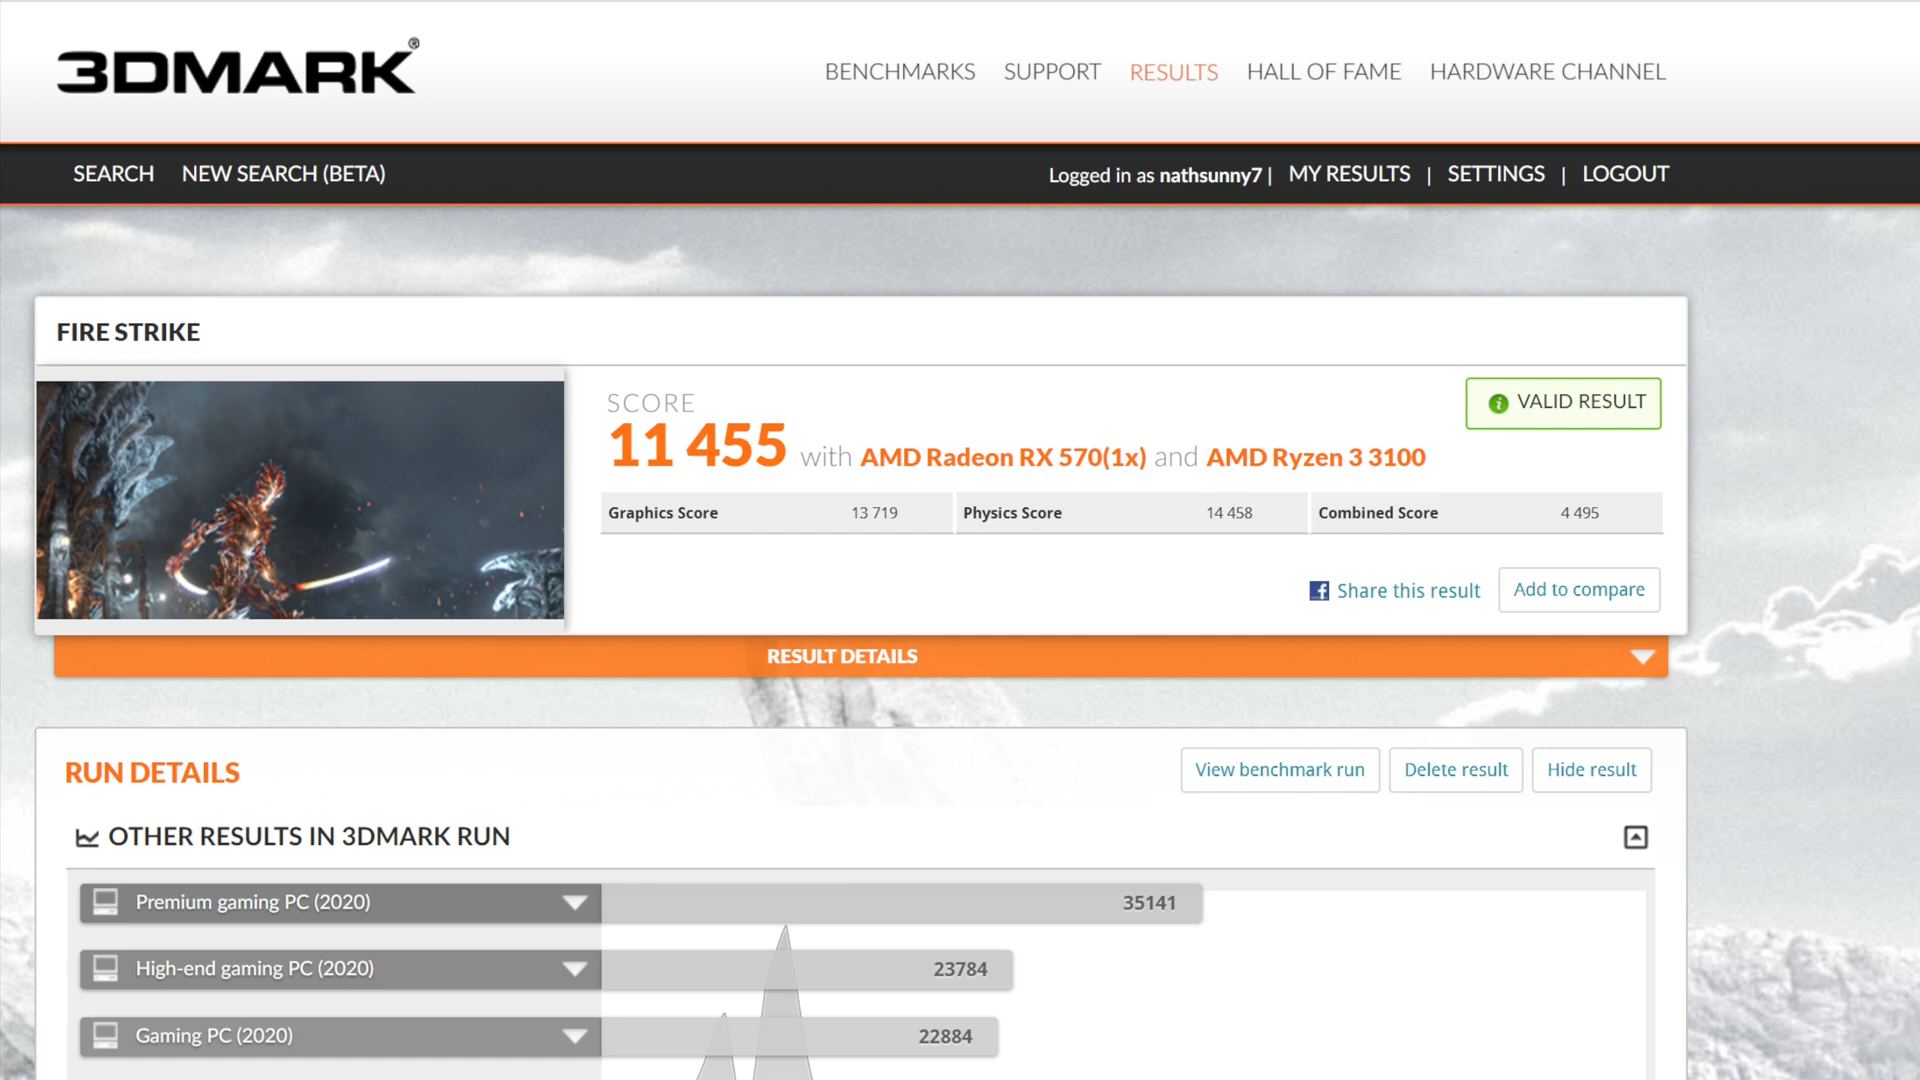 3DMARK®
BENCHMARKS SUPPORT RESULTS HALL OF FAME HARDWARE CHANNEL
SEARCH NEW SEARCH (BETA) Logged in as nathsunny7 | MY RESULTS | SETTINGS | LOGOUT
FIRE STRIKE
SCORE
VALID RESULT
11 455 with AMD Radeon RX 570(1x) and AMD Ryzen 3 3100
Graphics Score 13 719 Physics Score 14 458 Combined Score 4 495
Share this result Add to compare
RESULT DETAILS
RUN DETAILS View benchmark run Delete result Hide result
OTHER RESULTS IN 3DMARK RUN
Premium gaming PC (2020) 35141
High-end gaming PC (2020) 23784
Gaming PC (2020) 22884